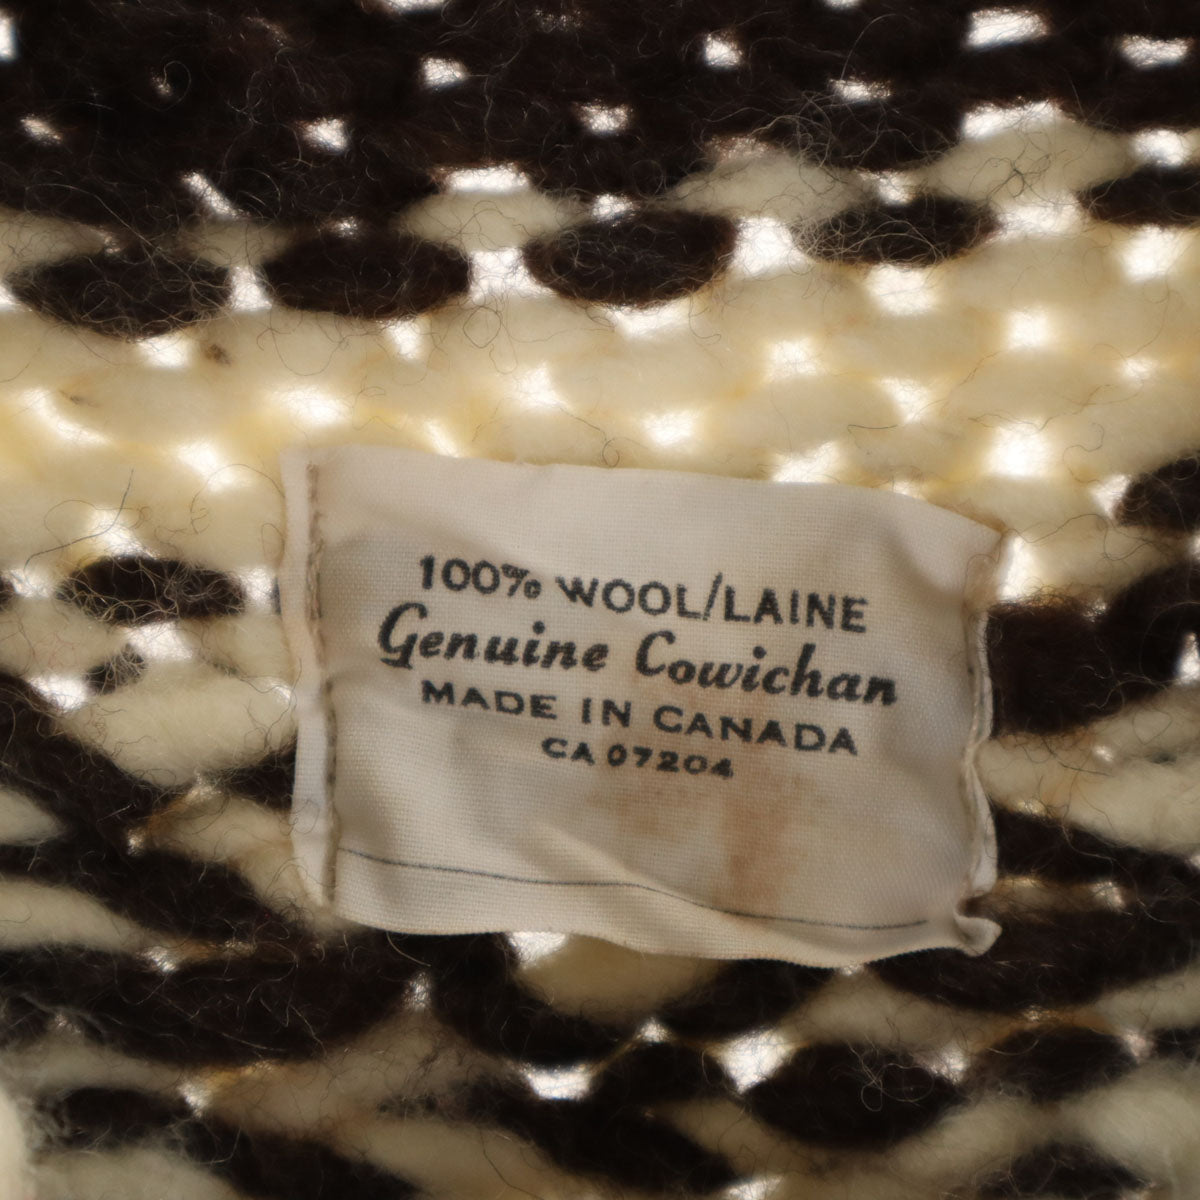 100% WOOL/LAINE
Genuine Cowichan
MADE IN CANADA
CA 07204